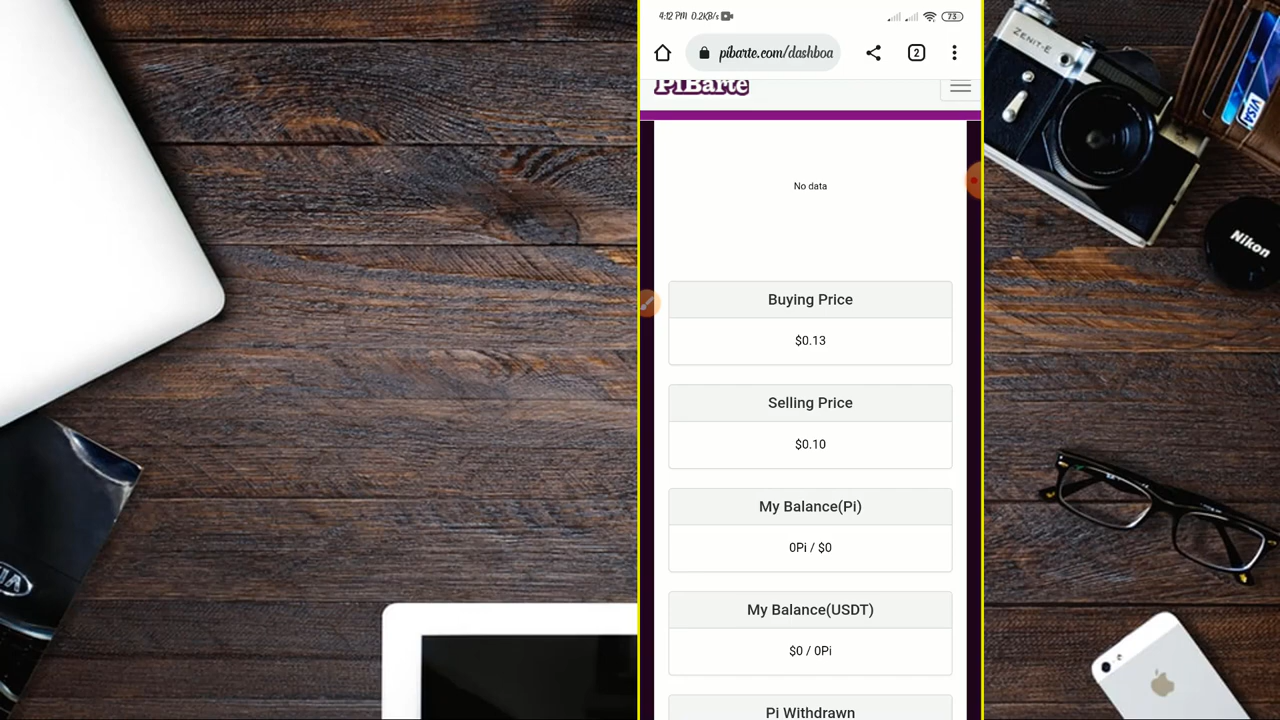 4:12 PM 0.2KB/s
73
pibarte.com/dashboa
2
PiBarte
No data
Buying Price
$0.13
Selling Price
$0.10
My Balance(Pi)
0Pi / $0
My Balance(USDT)
$0 / 0Pi
Pi Withdrawn
ZENIT-E
VISA
Nikon